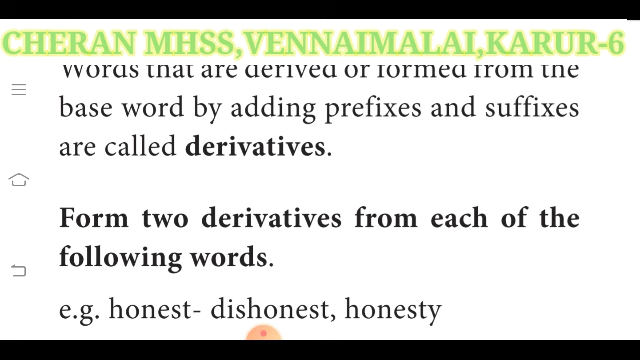 CHERAN MHSS,VENNAIMALAI,KARUR-6
Words that are derived or formed from the
base word by adding prefixes and suffixes
are called derivatives.
Form two derivatives from each of the
following words.
e.g. honest- dishonest, honesty